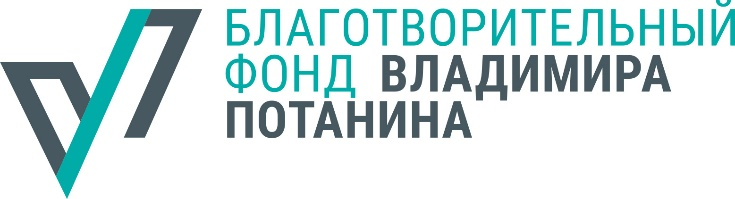 БЛАГОТВОРИТЕЛЬНЫЙ
ФОНД ВЛАДИМИРА
ПОТАНИНА